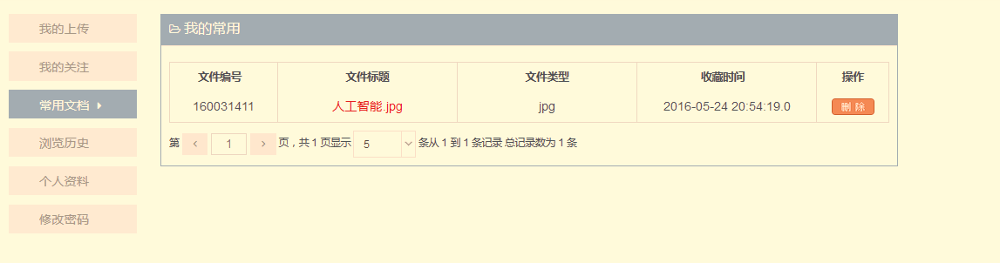 我的上传
我的关注
常用文档
浏览历史
个人资料
修改密码
我的常用
文件编号 文件标题 文件类型 收藏时间 操作
160031411 人工智能.jpg jpg 2016-05-24 20:54:19.0 删 除
第 1 页，共 1 页显示 5 条从 1 到 1 条记录 总记录数为 1 条